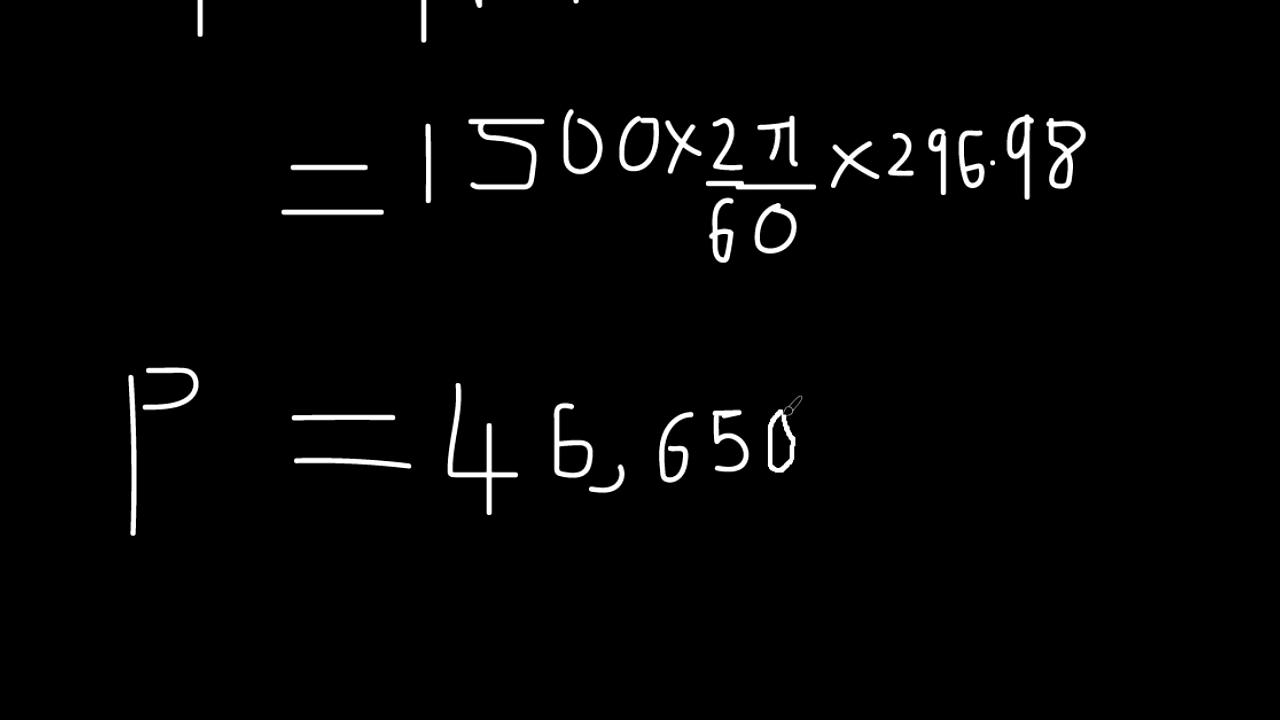 = 1500 × 2π/60 × 296.98
P = 46,650